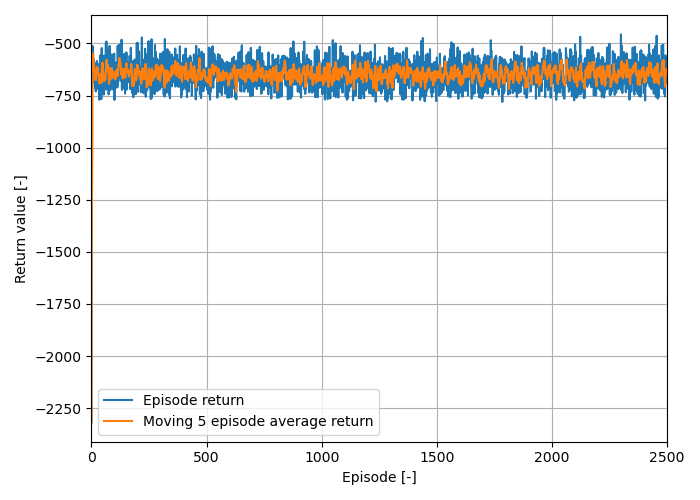 −500
−750
−1000
−1250
−1500
−1750
−2000
−2250
Return value [-]
Episode return
Moving 5 episode average return
0 500 1000 1500 2000 2500
Episode [-]